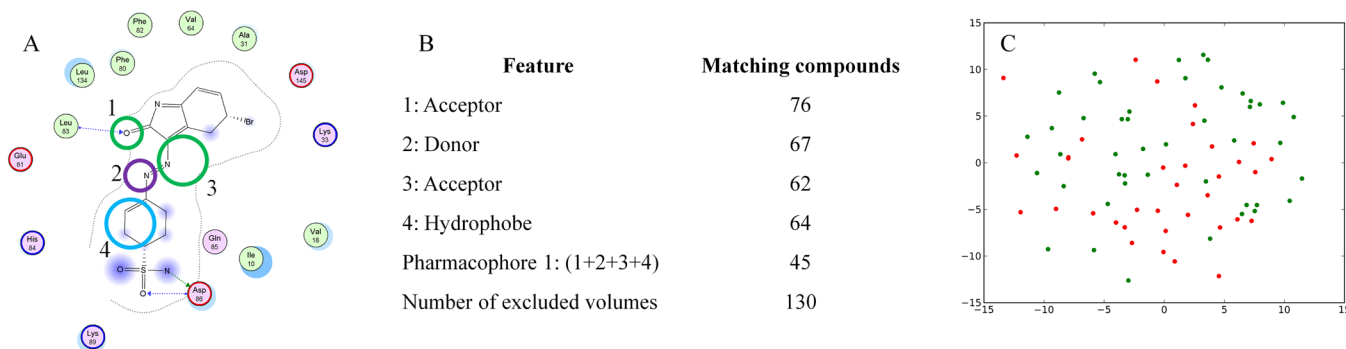 A
Phe
82
Val
64
Ala
31
Leu
134
Phe
80
Asp
145
1
N
Br
Leu
83
O
Lys
33
Glu
81
2
N
N
3
4
His
84
Gln
85
Val
18
Ile
10
O
S
N
O
Asp
86
Lys
89
B
Feature Matching compounds
1: Acceptor 76
2: Donor 67
3: Acceptor 62
4: Hydrophobe 64
Pharmacophore 1: (1+2+3+4) 45
Number of excluded volumes 130
C
15
10
5
0
−5
−10
−15
−15 −10 −5 0 5 10 15